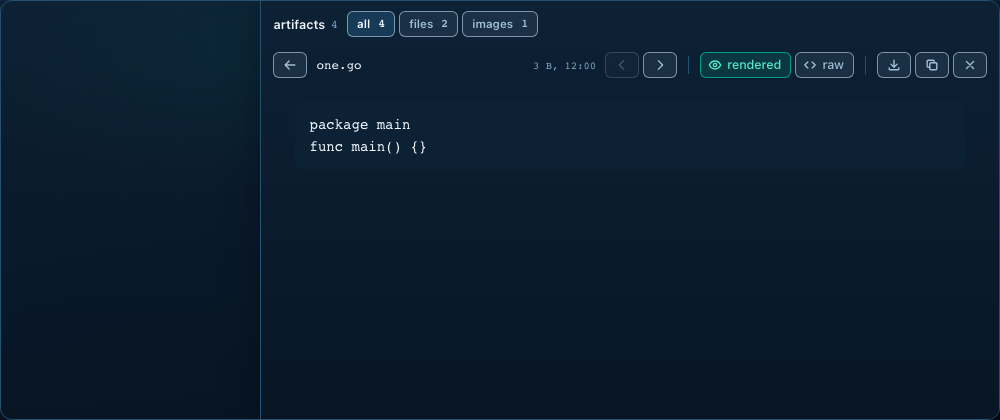 artifacts 4 all 4 files 2 images 1
one.go 3 B, 12:00 rendered raw
package main
func main() {}